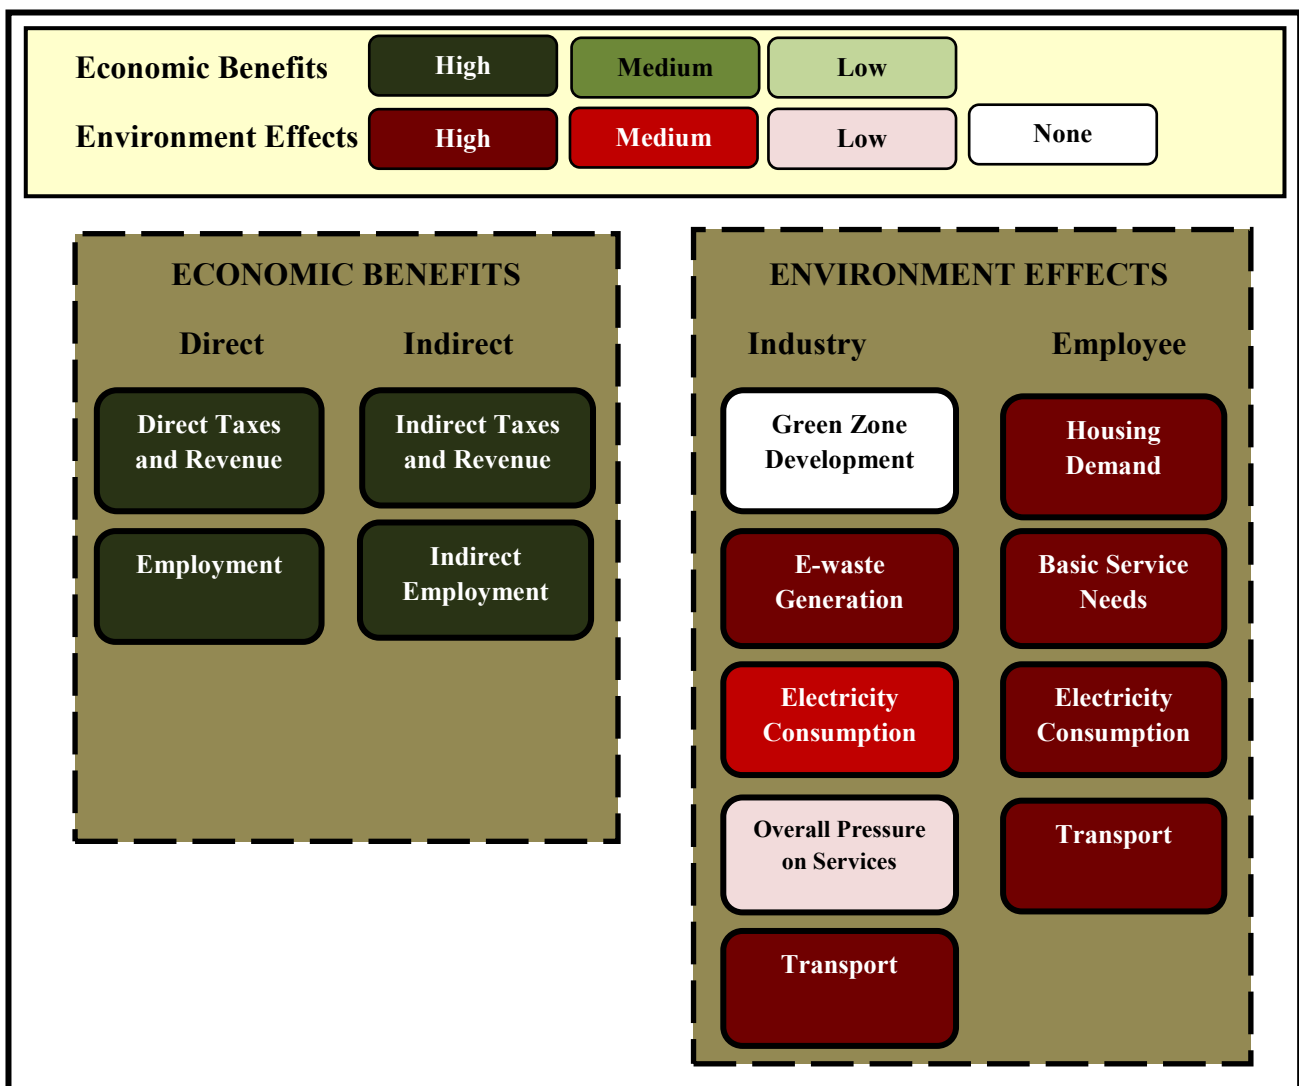 Economic Benefits
High
Medium
Low
Environment Effects
High
Medium
Low
None
ECONOMIC BENEFITS
Direct
Indirect
Direct Taxes
and Revenue
Indirect Taxes
and Revenue
Employment
Indirect
Employment
ENVIRONMENT EFFECTS
Industry
Employee
Green Zone
Development
Housing
Demand
E-waste
Generation
Basic Service
Needs
Electricity
Consumption
Electricity
Consumption
Overall Pressure
on Services
Transport
Transport